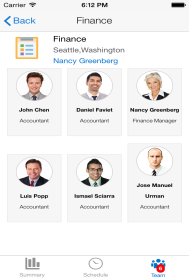 Carrier 6:12 PM
Back Finance
Finance
Seattle,Washington
Nancy Greenberg
John Chen Daniel Faviet Nancy Greenberg
Accountant Accountant Finance Manager
Luis Popp Ismael Sciarra Jose Manuel
Urman
Accountant Accountant Accountant
Summary Schedule Team
6